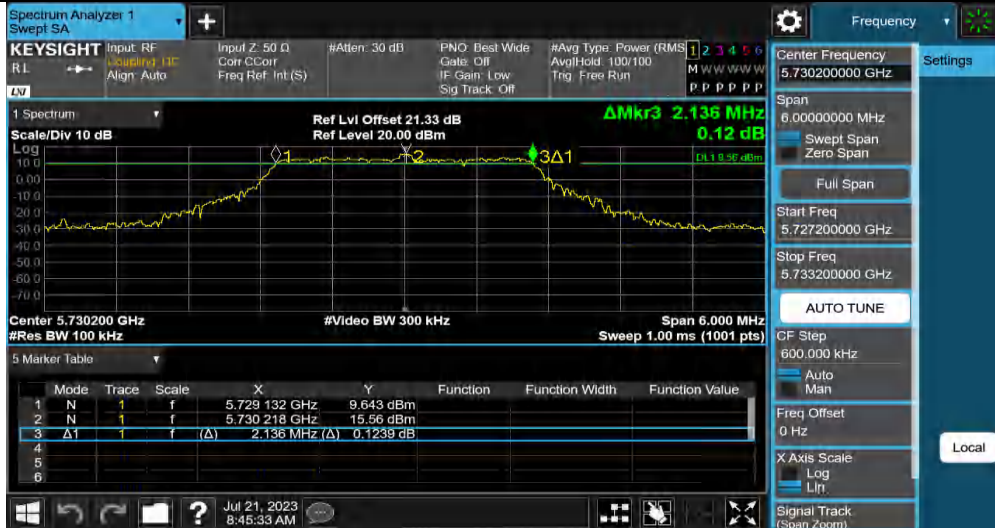 Spectrum Analyzer 1
Swept SA
+
Frequency
KEYSIGHT
RL
LXI
Input: RF
Coupling: DC
Align: Auto
Input Z: 50 Ω
Corr CCorr
Freq Ref: Int (S)
#Atten: 30 dB
PNO: Best Wide
Gate: Off
IF Gain: Low
Sig Track: Off
#Avg Type: Power (RMS
Avg|Hold: 100/100
Trig: Free Run
1 2 3 4 5 6
M W W W W W
P P P P P P
1 Spectrum
Scale/Div 10 dB
Ref Lvl Offset 21.33 dB
Ref Level 20.00 dBm
ΔMkr3 2.136 MHz
0.12 dB
Log
10.0
0.00
-10.0
-20.0
-30.0
-40.0
-50.0
-60.0
-70.0
1
2
3Δ1
DL1 9.56 dBm
Center 5.730200 GHz
#Res BW 100 kHz
#Video BW 300 kHz
Span 6.000 MHz
Sweep 1.00 ms (1001 pts)
5 Marker Table
Mode Trace Scale X Y Function Function Width Function Value
1 N 1 f 5.729 132 GHz 9.643 dBm
2 N 1 f 5.730 218 GHz 15.56 dBm
3 Δ1 1 f (Δ) 2.136 MHz (Δ) 0.1239 dB
4
5
6
?
Jul 21, 2023
8:45:33 AM
Center Frequency
5.730200000 GHz
Span
6.00000000 MHz
Swept Span
Zero Span
Full Span
Start Freq
5.727200000 GHz
Stop Freq
5.733200000 GHz
AUTO TUNE
CF Step
600.000 kHz
Auto
Man
Freq Offset
0 Hz
X Axis Scale
Log
Lin
Signal Track
(Span Zoom)
Settings
Local